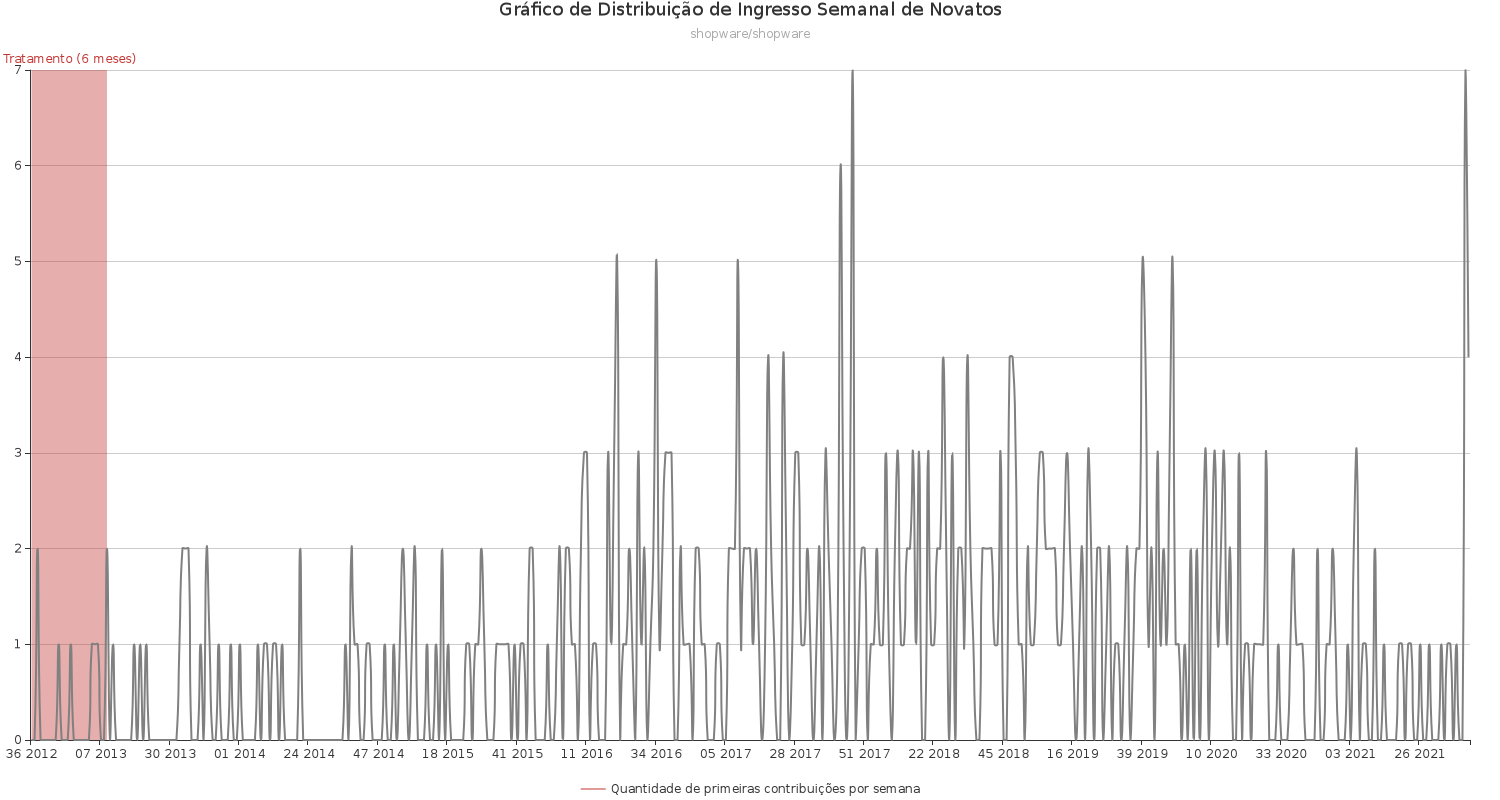 Gráfico de Distribuição de Ingresso Semanal de Novatos
shopware/shopware
Tratamento (6 meses)
7
6
5
4
3
2
1
0
36 2012 07 2013 30 2013 01 2014 24 2014 47 2014 18 2015 41 2015 11 2016 34 2016 05 2017 28 2017 51 2017 22 2018 45 2018 16 2019 39 2019 10 2020 33 2020 03 2021 26 2021
Quantidade de primeiras contribuições por semana